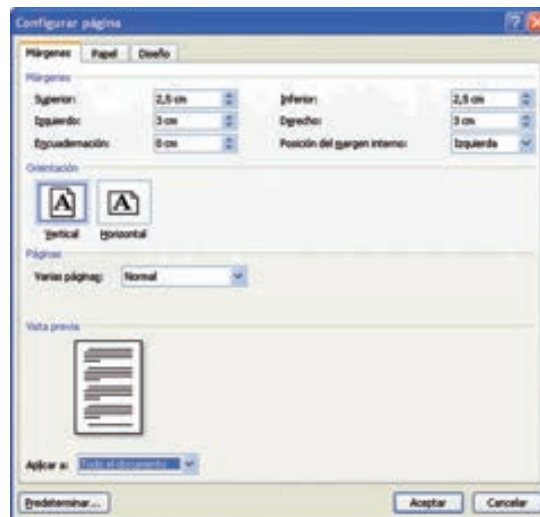 Configurar página
Márgenes Papel Diseño
Márgenes
Superior: 2,5 cm Inferior: 2,5 cm
Izquierdo: 3 cm Derecho: 3 cm
Encuadernación: 0 cm Posición del margen interno: Izquierda
Orientación
A A
Vertical Horizontal
Páginas
Varias páginas: Normal
Vista previa
Aplicar a: Todo el documento
Predeterminar... Aceptar Cancelar